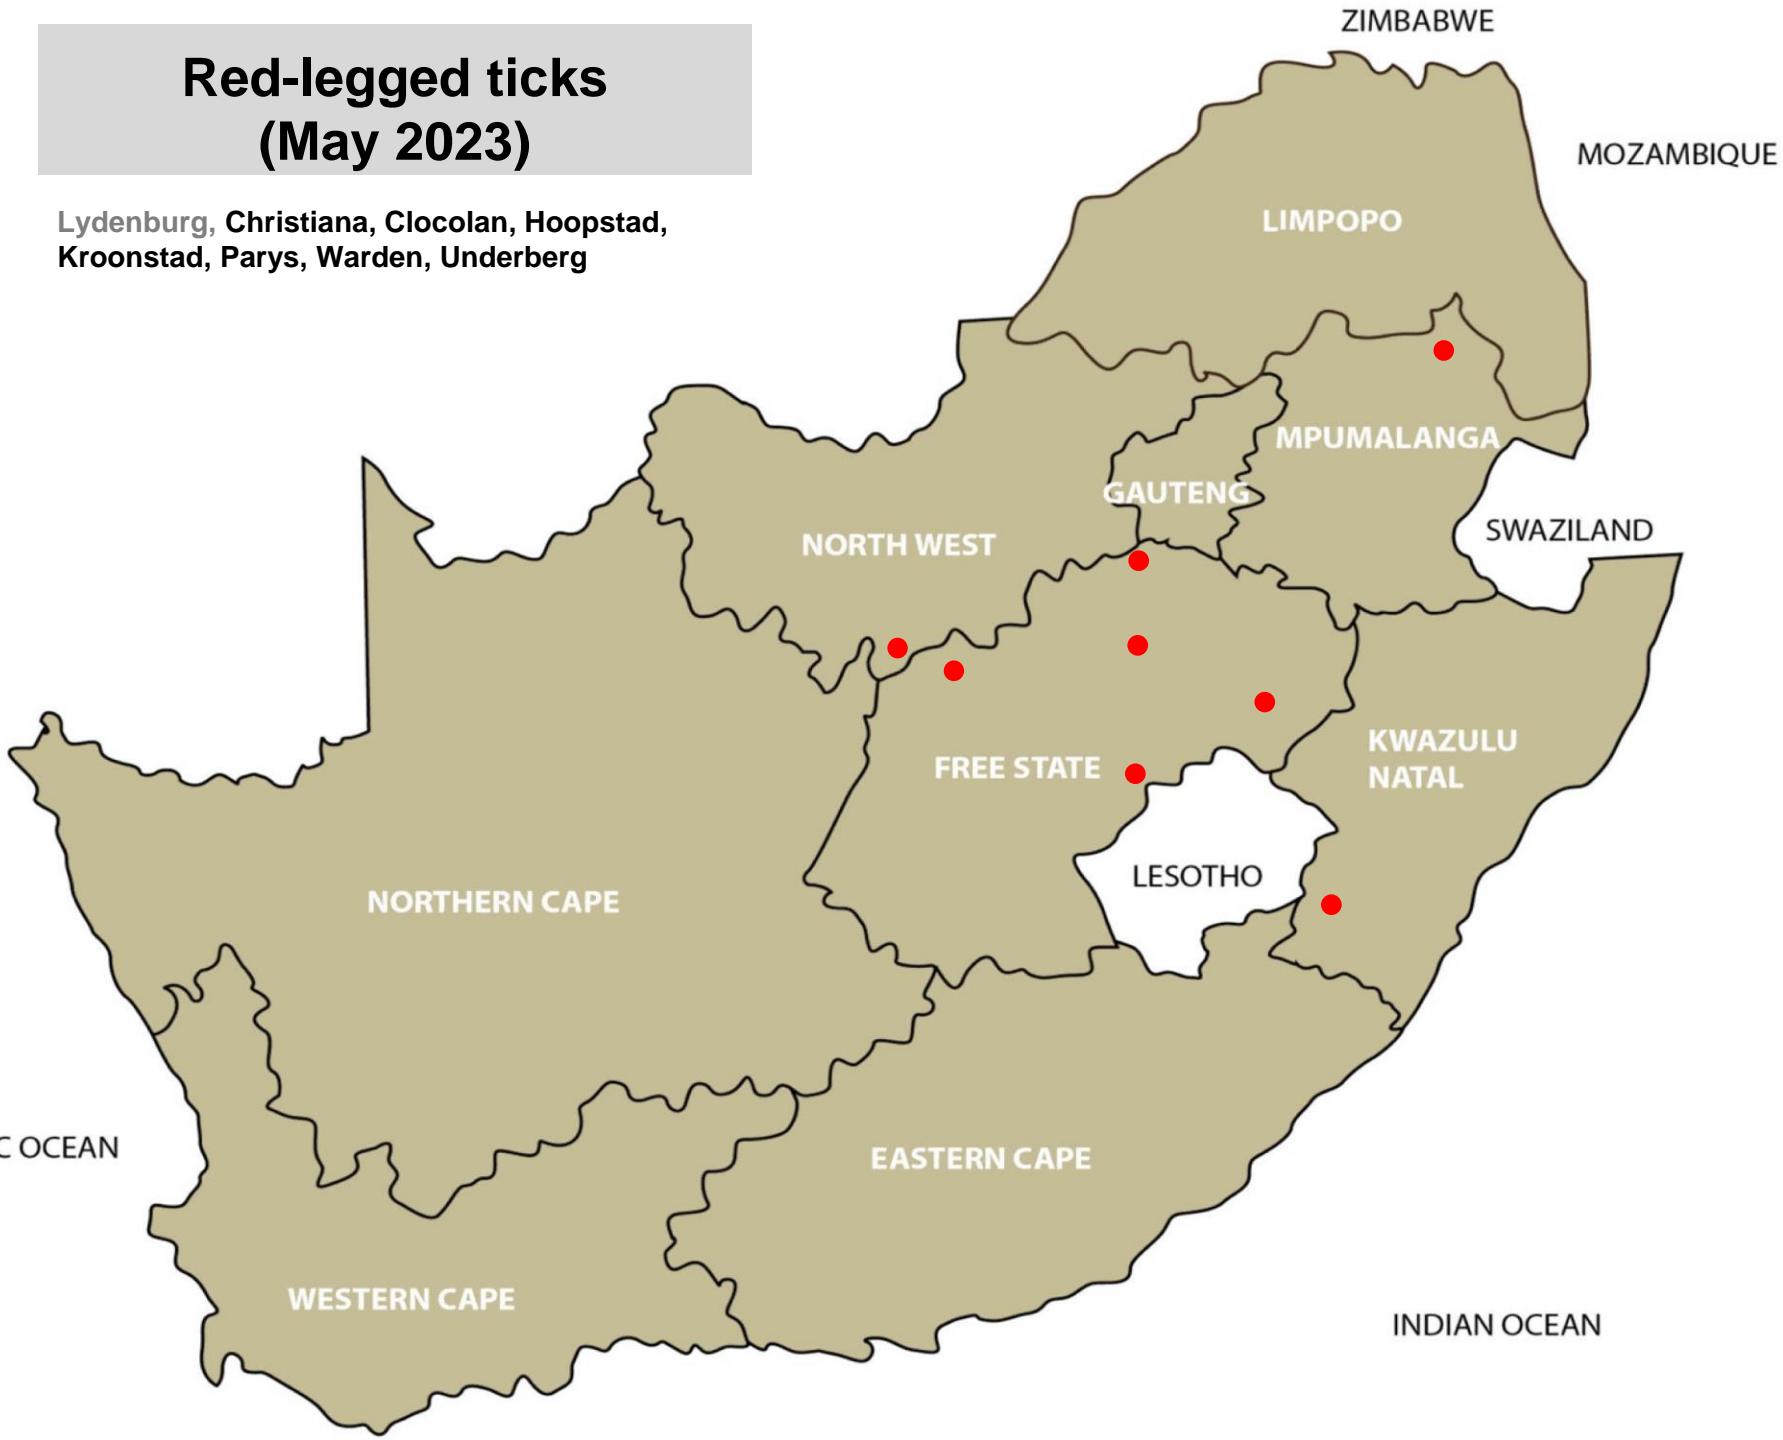 ZIMBABWE
Red-legged ticks
(May 2023)
MOZAMBIQUE
Lydenburg, Christiana, Clocolan, Hoopstad,
Kroonstad, Parys, Warden, Underberg
LIMPOPO
MPUMALANGA
GAUTENG
SWAZILAND
NORTH WEST
KWAZULU
NATAL
FREE STATE
LESOTHO
NORTHERN CAPE
C OCEAN
EASTERN CAPE
WESTERN CAPE
INDIAN OCEAN